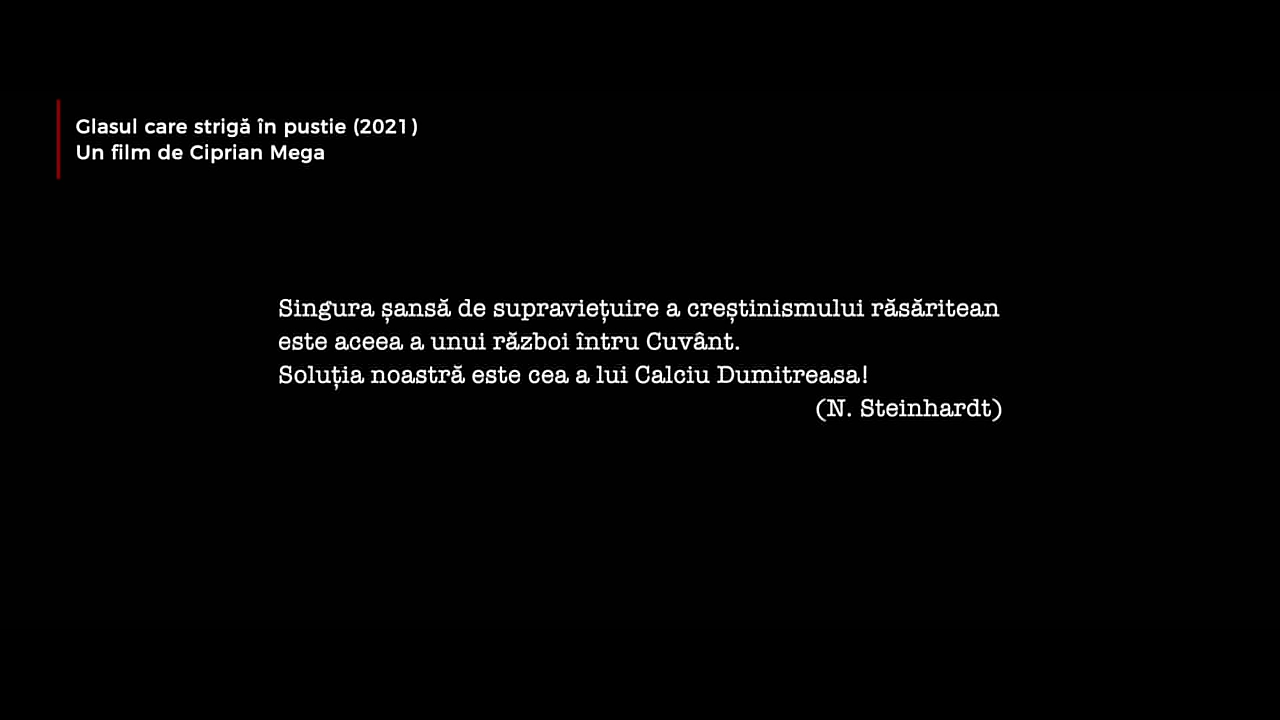 Glasul care strigă în pustie (2021)
Un film de Ciprian Mega
Singura șansă de supraviețuire a creștinismului răsăritean
este aceea a unui război întru Cuvânt.
Soluția noastră este cea a lui Calciu Dumitreasa!
(N. Steinhardt)